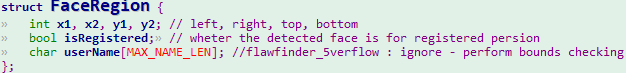 struct FaceRegion {
» int x1, x2, y1, y2; // left, right, top, bottom
» bool isRegistered;» // wheter the detected face is for registered persion
» char userName[MAX_NAME_LEN]; //flawfinder_5verflow : ignore - perform bounds checking
};